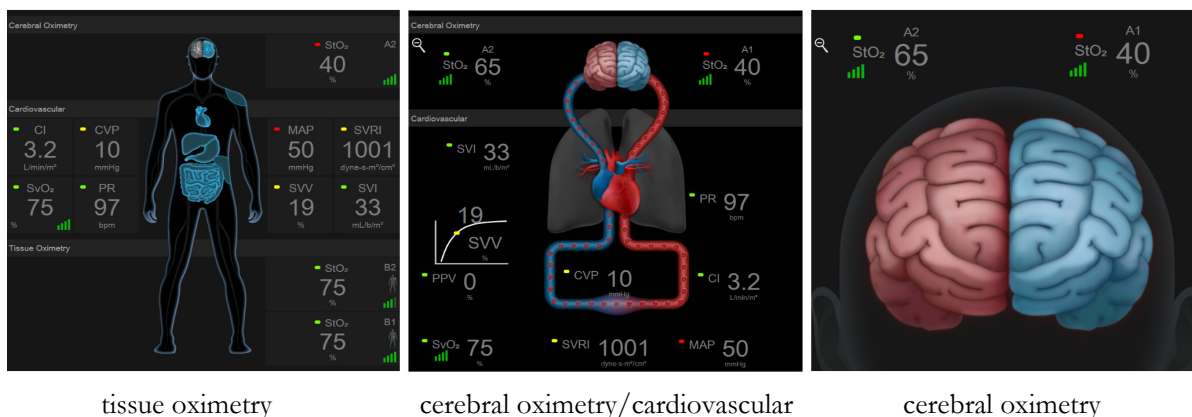 Cerebral Oximetry
StO₂ A2
40
%
Cardiovascular
CI CVP MAP SVRI
3.2 10 50 1001
L/min/m² mmHg mmHg dyne-s-m²/cm⁵
SvO₂ PR SVV SVI
75 97 19 33
% bpm % mL/b/m²
Tissue Oximetry
StO₂ B2
75
%
StO₂ B1
75
%
Cerebral Oximetry
A2 A1
StO₂ 65 StO₂ 40
% %
Cardiovascular
SVI 33
mL/b/m²
PR 97
bpm
19
SVV
%
PPV 0
%
CVP 10
mmHg
CI 3.2
L/min/m²
SvO₂ 75
%
SVRI 1001
dyne-s-m²/cm⁵
MAP 50
mmHg
A2 A1
StO₂ 65 StO₂ 40
% %
tissue oximetry cerebral oximetry/cardiovascular cerebral oximetry